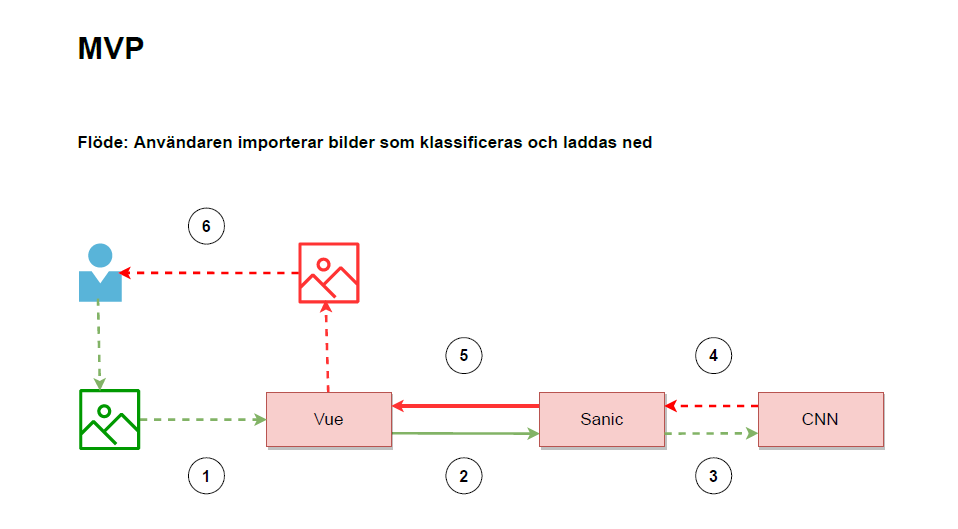 MVP
Flöde: Användaren importerar bilder som klassificeras och laddas ned
6
5
4
Vue
Sanic
CNN
1
2
3